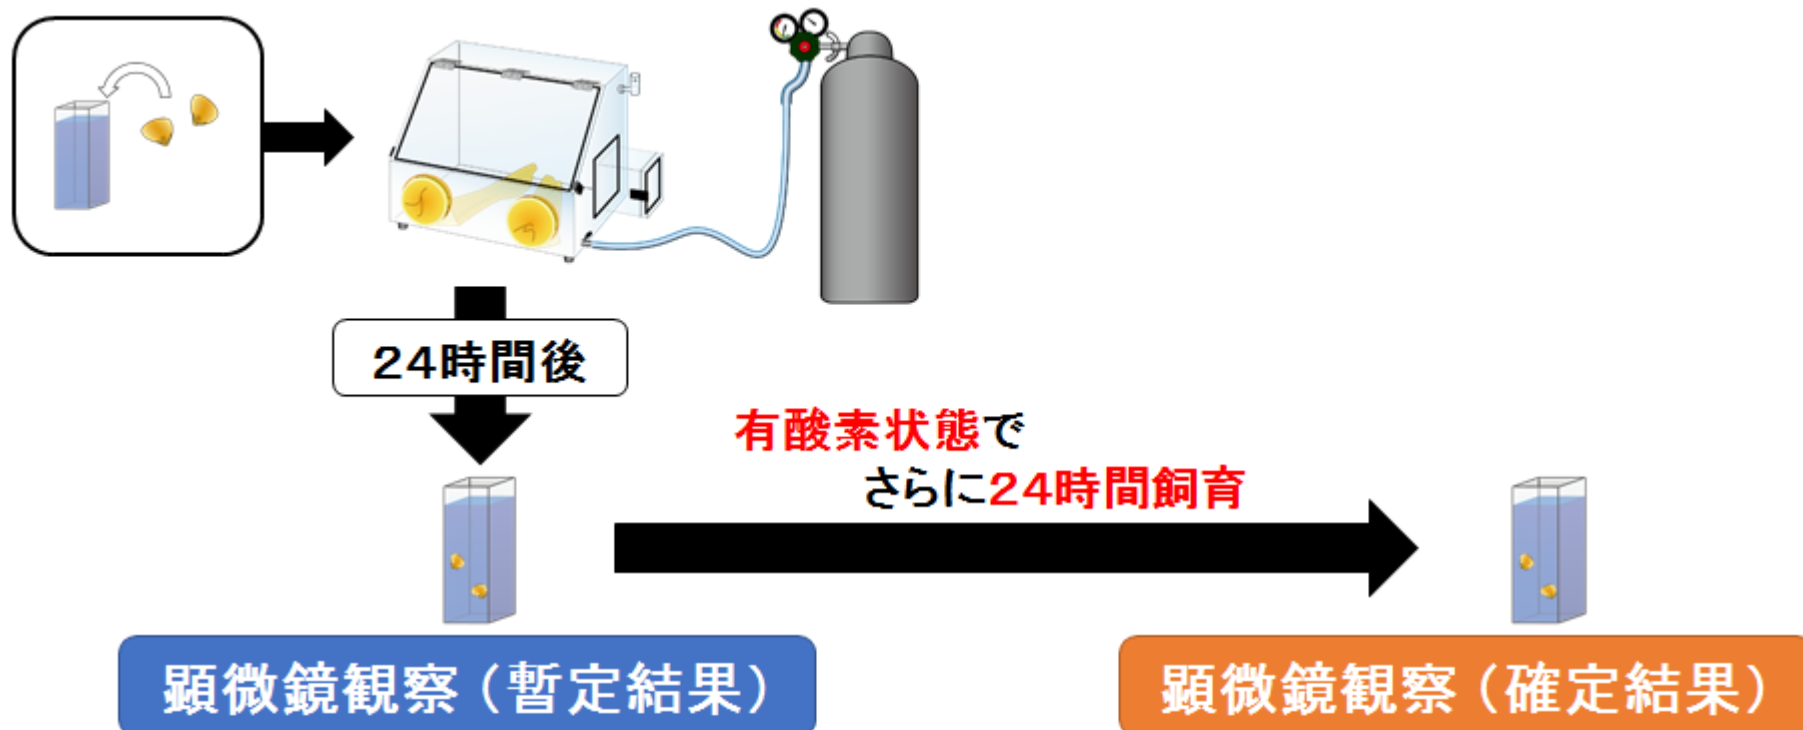 24時間後
有酸素状態で
さらに24時間飼育
顕微鏡観察（暫定結果）
顕微鏡観察（確定結果）